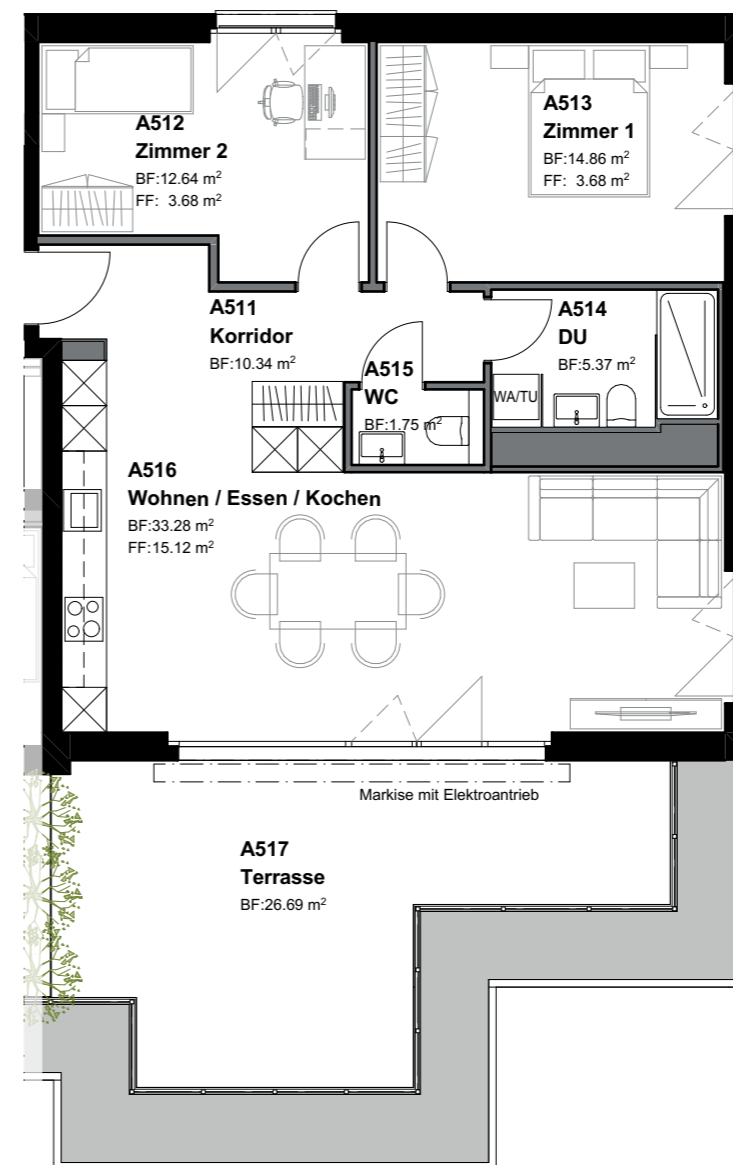 A512
Zimmer 2
BF:12.64 m²
FF: 3.68 m²
A513
Zimmer 1
BF:14.86 m²
FF: 3.68 m²
A511
Korridor
BF:10.34 m²
A514
DU
BF:5.37 m²
A515
WC
BF:1.75 m²
WA/TU
A516
Wohnen / Essen / Kochen
BF:33.28 m²
FF:15.12 m²
Markise mit Elektroantrieb
A517
Terrasse
BF:26.69 m²